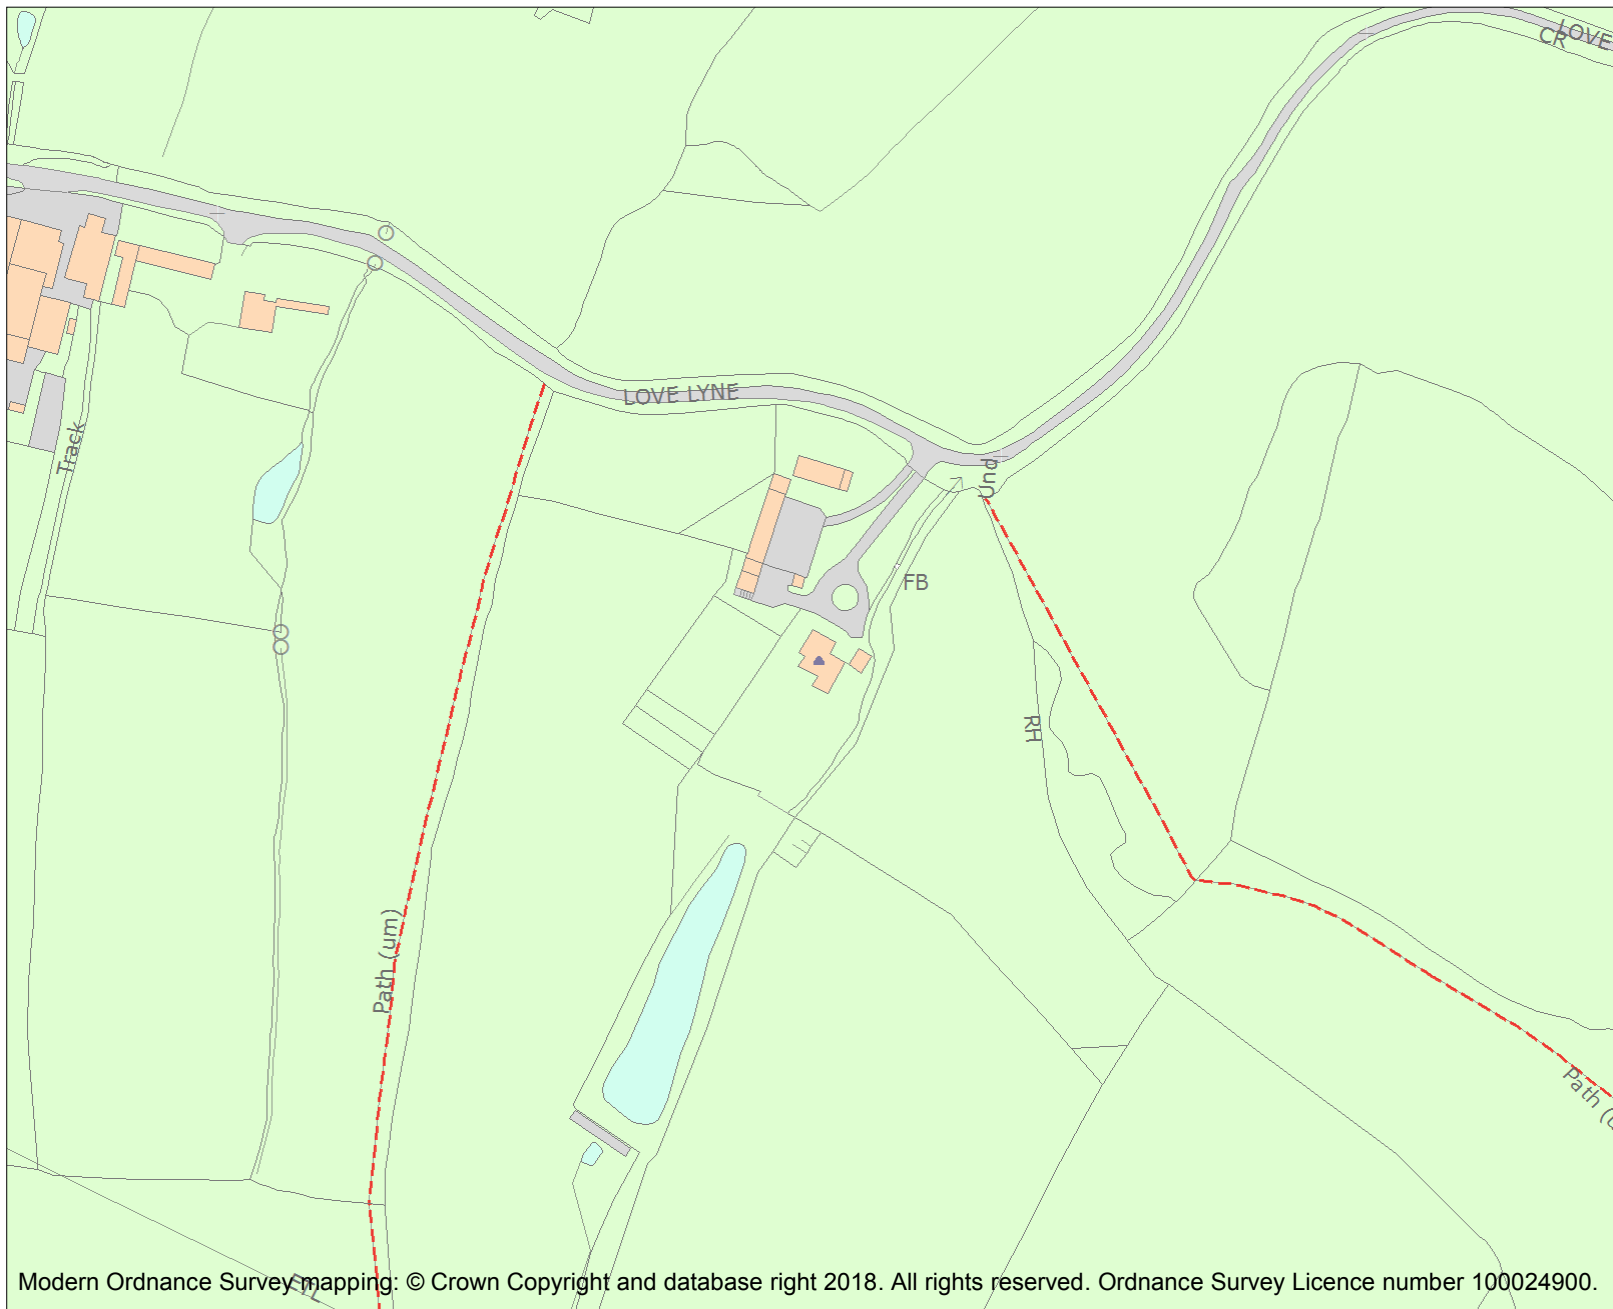 LOVE
CR
LOVE LYNE
Track
Und
FB
RH
Path (um)
Path (u
ETL
Modern Ordnance Survey mapping: © Crown Copyright and database right 2018. All rights reserved. Ordnance Survey Licence number 100024900.